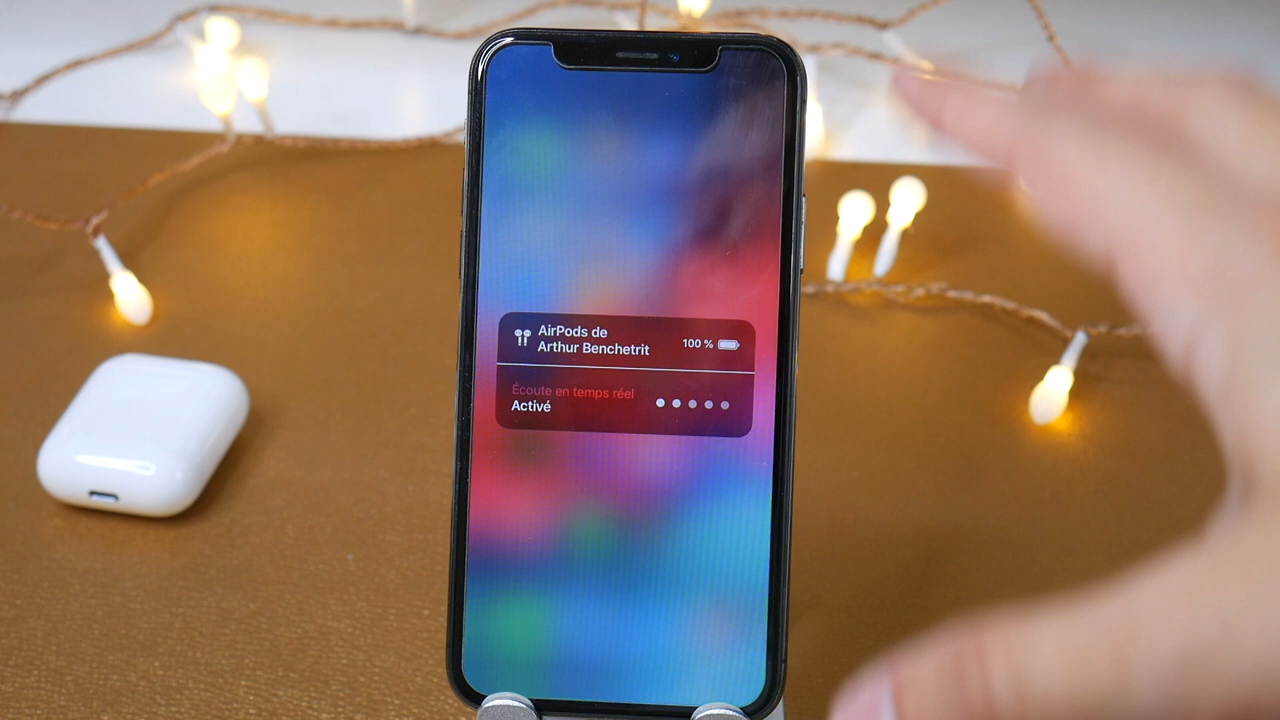 AirPods de
Arthur Benchetrit
100 %
Écoute en temps réel
Activé